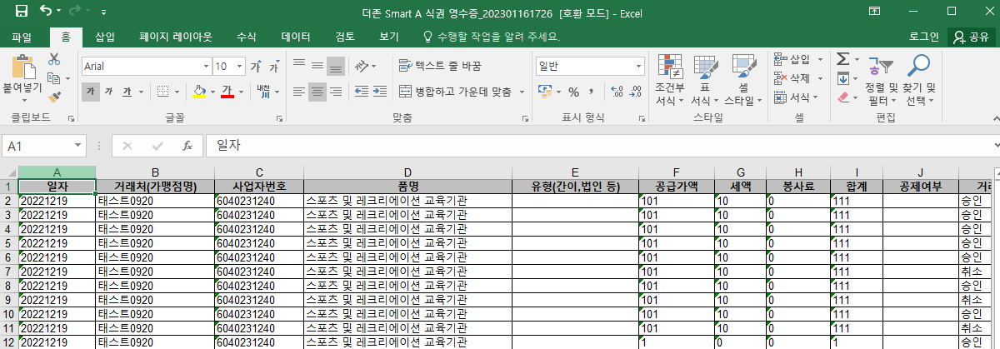 더존 Smart A 식권 영수증_202301161726 [호환 모드] - Excel
파일 홈 삽입 페이지 레이아웃 수식 데이터 검토 보기 수행할 작업을 알려 주세요. 로그인 공유
붙여넣기 Arial 10 가 가 텍스트 줄 바꿈 일반 조건부 서식 표 서식 셀 스타일 삽입 삭제 서식 정렬 및 필터 찾기 및 선택
가 가 가 가 내천 병합하고 가운데 맞춤 % ,
클립보드 글꼴 맞춤 표시 형식 스타일 셀 편집
A1 fx 일자
A B C D E F G H I J
1 일자 거래처(가맹점명) 사업자번호 품명 유형(간이,법인 등) 공급가액 세액 봉사료 합계 공제여부 거래
2 20221219 태스트0920 6040231240 스포츠 및 레크리에이션 교육기관 101 10 0 111 승인
3 20221219 태스트0920 6040231240 스포츠 및 레크리에이션 교육기관 101 10 0 111 승인
4 20221219 태스트0920 6040231240 스포츠 및 레크리에이션 교육기관 101 10 0 111 승인
5 20221219 태스트0920 6040231240 스포츠 및 레크리에이션 교육기관 101 10 0 111 승인
6 20221219 태스트0920 6040231240 스포츠 및 레크리에이션 교육기관 101 10 0 111 승인
7 20221219 태스트0920 6040231240 스포츠 및 레크리에이션 교육기관 101 10 0 111 취소
8 20221219 태스트0920 6040231240 스포츠 및 레크리에이션 교육기관 101 10 0 111 승인
9 20221219 태스트0920 6040231240 스포츠 및 레크리에이션 교육기관 101 10 0 111 취소
10 20221219 태스트0920 6040231240 스포츠 및 레크리에이션 교육기관 101 10 0 111 승인
11 20221219 태스트0920 6040231240 스포츠 및 레크리에이션 교육기관 101 10 0 111 취소
12 20221219 태스트0920 6040231240 스포츠 및 레크리에이션 교육기관 1 0 0 1 승인